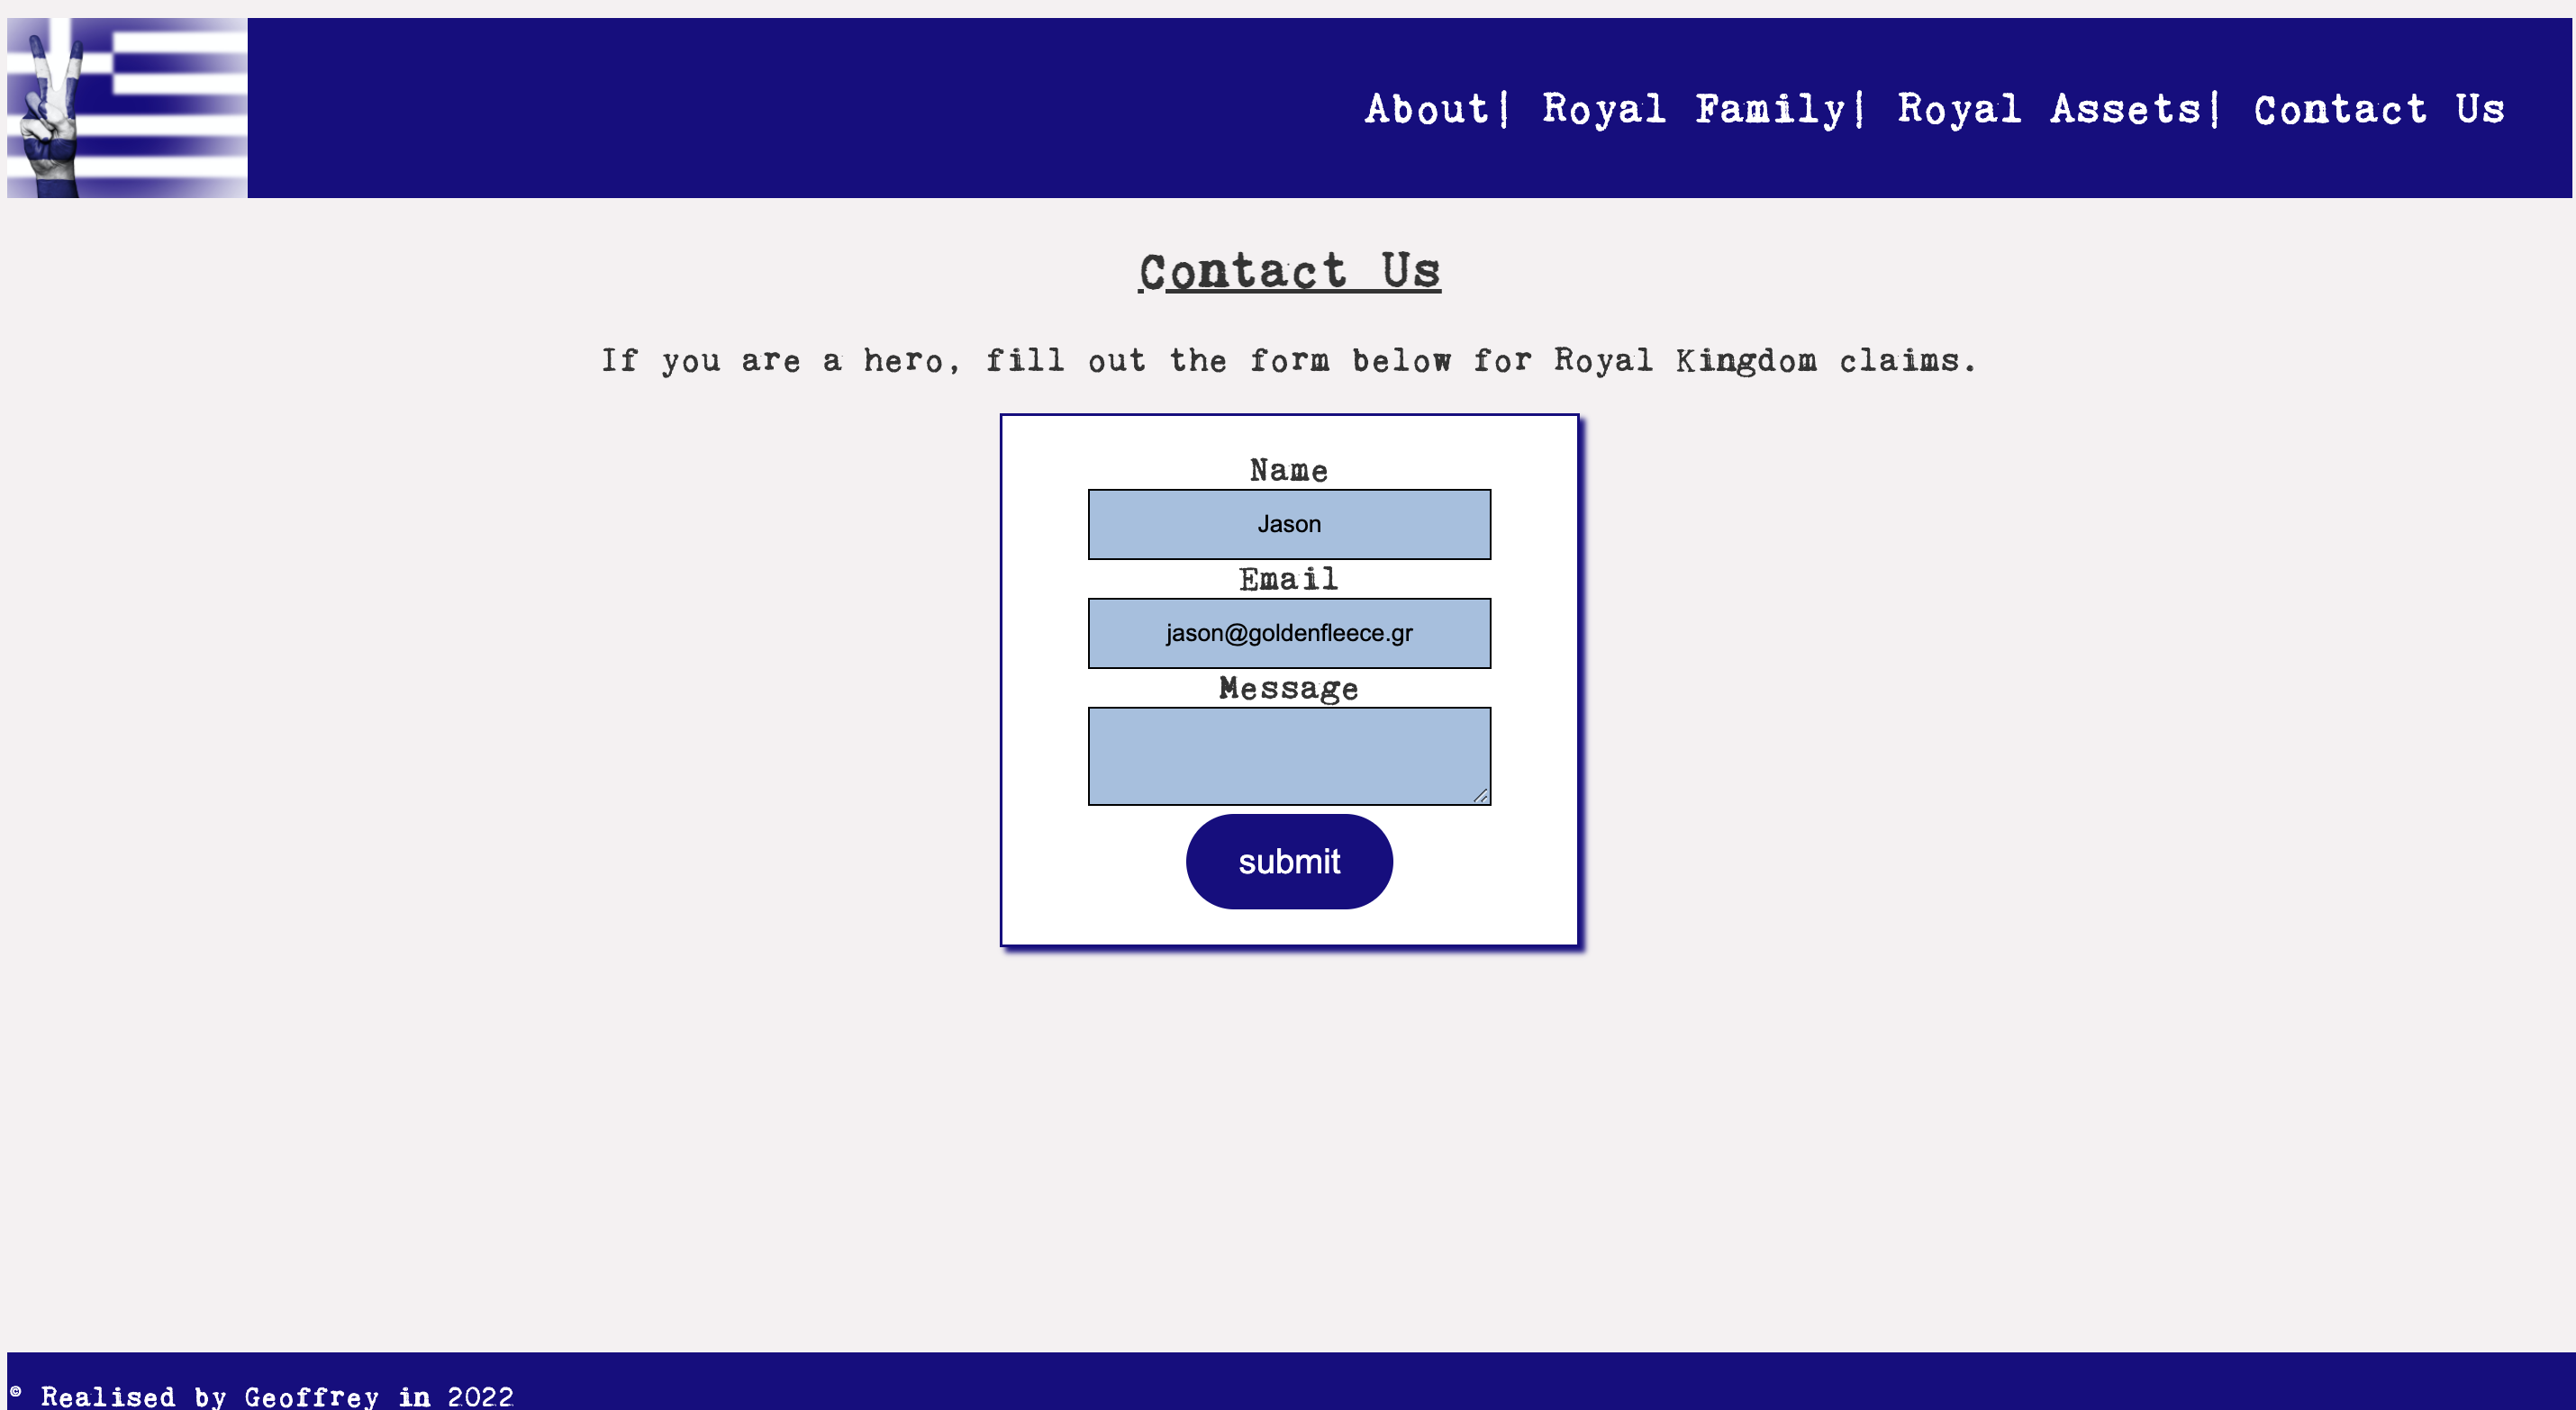 About| Royal Family| Royal Assets| Contact Us
Contact Us
If you are a hero, fill out the form below for Royal Kingdom claims.
Name
Jason
Email
jason@goldenfleece.gr
Message
submit
© Realised by Geoffrey in 2022